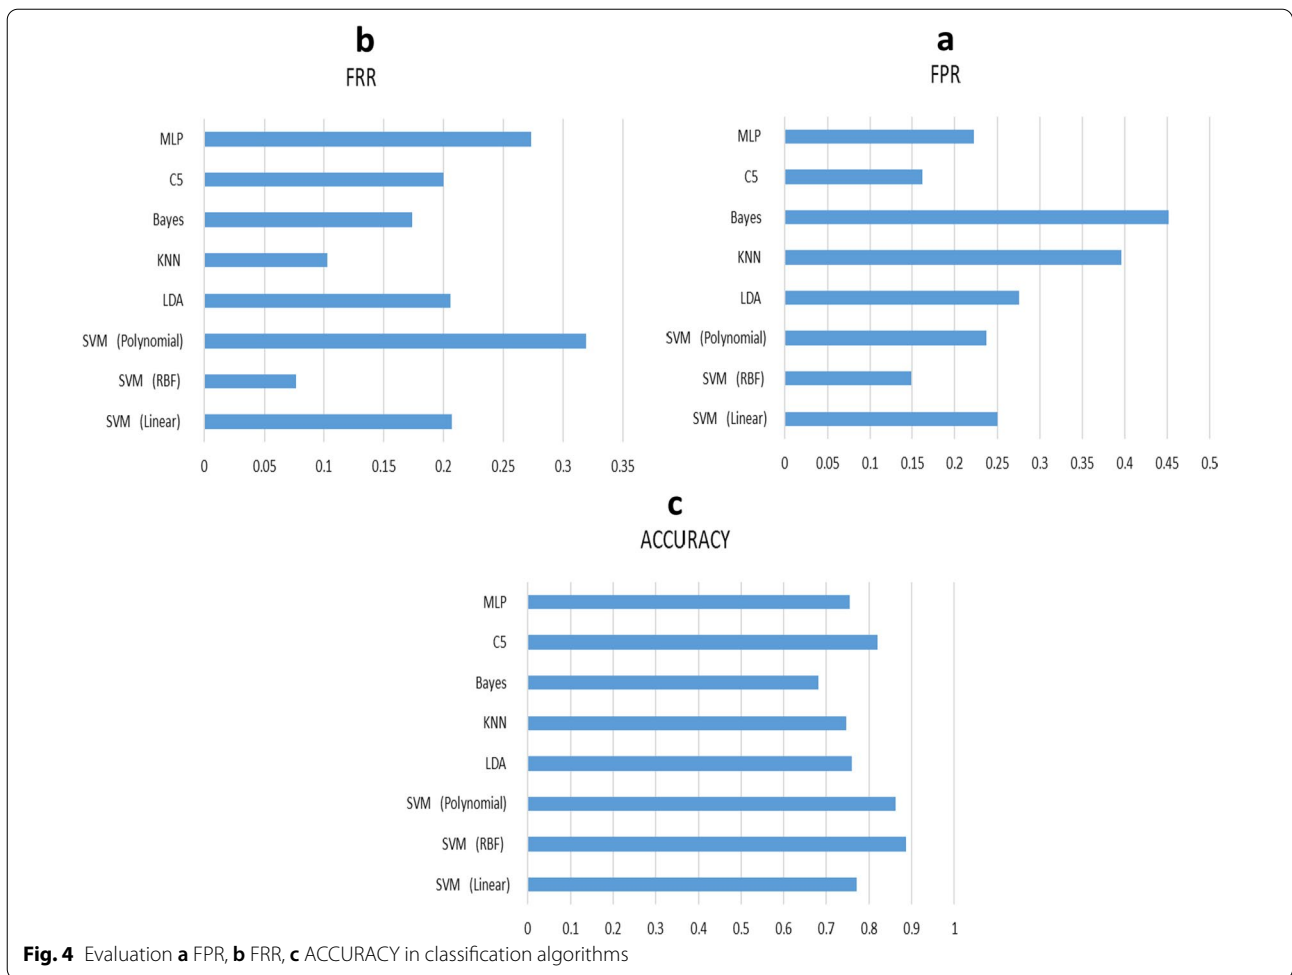 b
FRR
MLP
C5
Bayes
KNN
LDA
SVM (Polynomial)
SVM (RBF)
SVM (Linear)
0 0.05 0.1 0.15 0.2 0.25 0.3 0.35
a
FPR
MLP
C5
Bayes
KNN
LDA
SVM (Polynomial)
SVM (RBF)
SVM (Linear)
0 0.05 0.1 0.15 0.2 0.25 0.3 0.35 0.4 0.45 0.5
c
ACCURACY
MLP
C5
Bayes
KNN
LDA
SVM (Polynomial)
SVM (RBF)
SVM (Linear)
0 0.1 0.2 0.3 0.4 0.5 0.6 0.7 0.8 0.9 1
Fig. 4 Evaluation a FPR, b FRR, c ACCURACY in classification algorithms